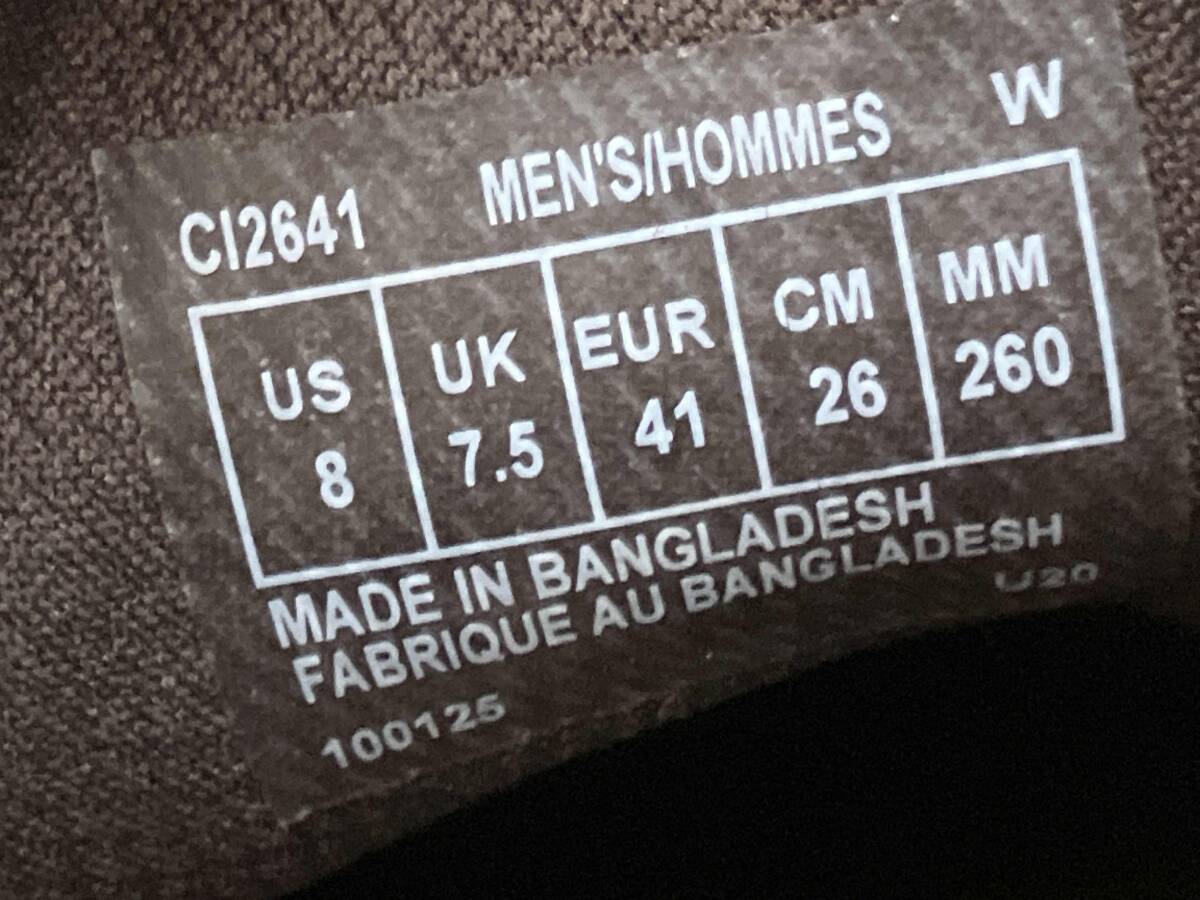 CI2641 MEN'S/HOMMES W
US UK EUR CM MM
8 7.5 41 26 260
MADE IN BANGLADESH
FABRIQUE AU BANGLADESH
U20
100125